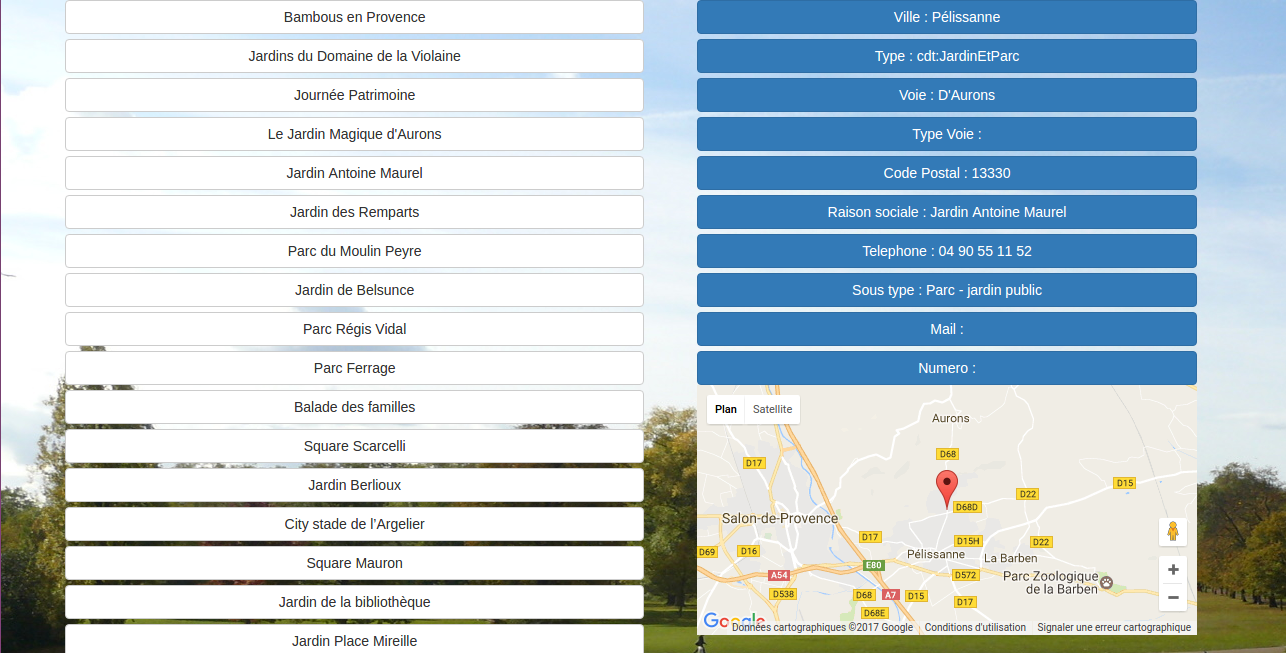 Bambous en Provence
Jardins du Domaine de la Violaine
Journée Patrimoine
Le Jardin Magique d'Aurons
Jardin Antoine Maurel
Jardin des Remparts
Parc du Moulin Peyre
Jardin de Belsunce
Parc Régis Vidal
Parc Ferrage
Balade des familles
Square Scarcelli
Jardin Berlioux
City stade de l’Argelier
Square Mauron
Jardin de la bibliothèque
Jardin Place Mireille
Ville : Pélissanne
Type : cdt:JardinEtParc
Voie : D'Aurons
Type Voie :
Code Postal : 13330
Raison sociale : Jardin Antoine Maurel
Telephone : 04 90 55 11 52
Sous type : Parc - jardin public
Mail :
Numero :
Plan Satellite
Aurons
D68
D17
D15
D22
D68D
Salon-de-Provence
D17
D15H
D22
D69
D16
Pélissanne
La Barben
E80
A54
D572
Parc Zoologique
de la Barben
D538
D68
A7
D15
D17
D68E
Google
Données cartographiques ©2017 Google
Conditions d'utilisation
Signaler une erreur cartographique